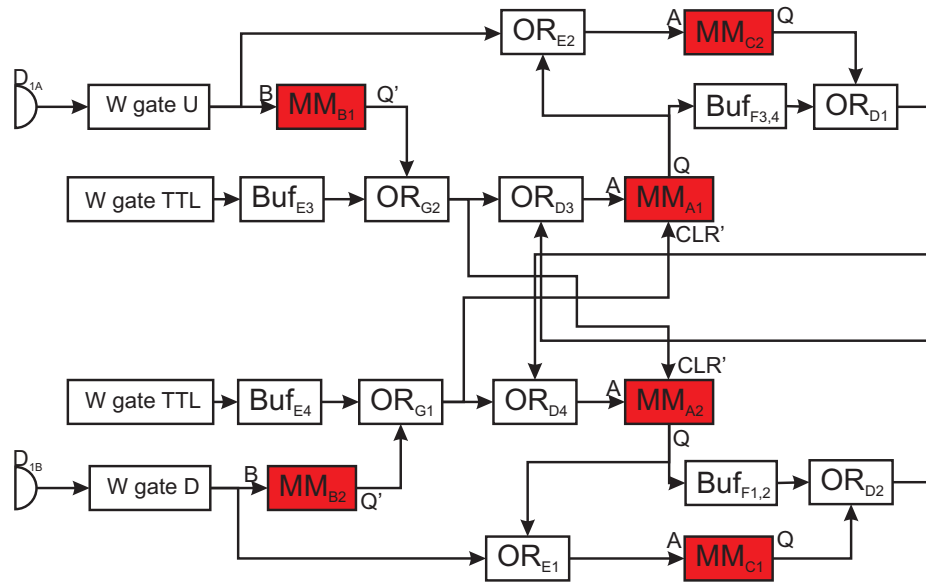 OR_E2 A MM_C2 Q
D_1A W gate U B MM_B1 Q’ Buf_F3,4 OR_D1
W gate TTL Buf_E3 OR_G2 OR_D3 A MM_A1 Q
CLR’
CLR’
W gate TTL Buf_E4 OR_G1 OR_D4 A MM_A2
Q
D_1B W gate D B MM_B2 Q’ Buf_F1,2 OR_D2
OR_E1 A MM_C1 Q